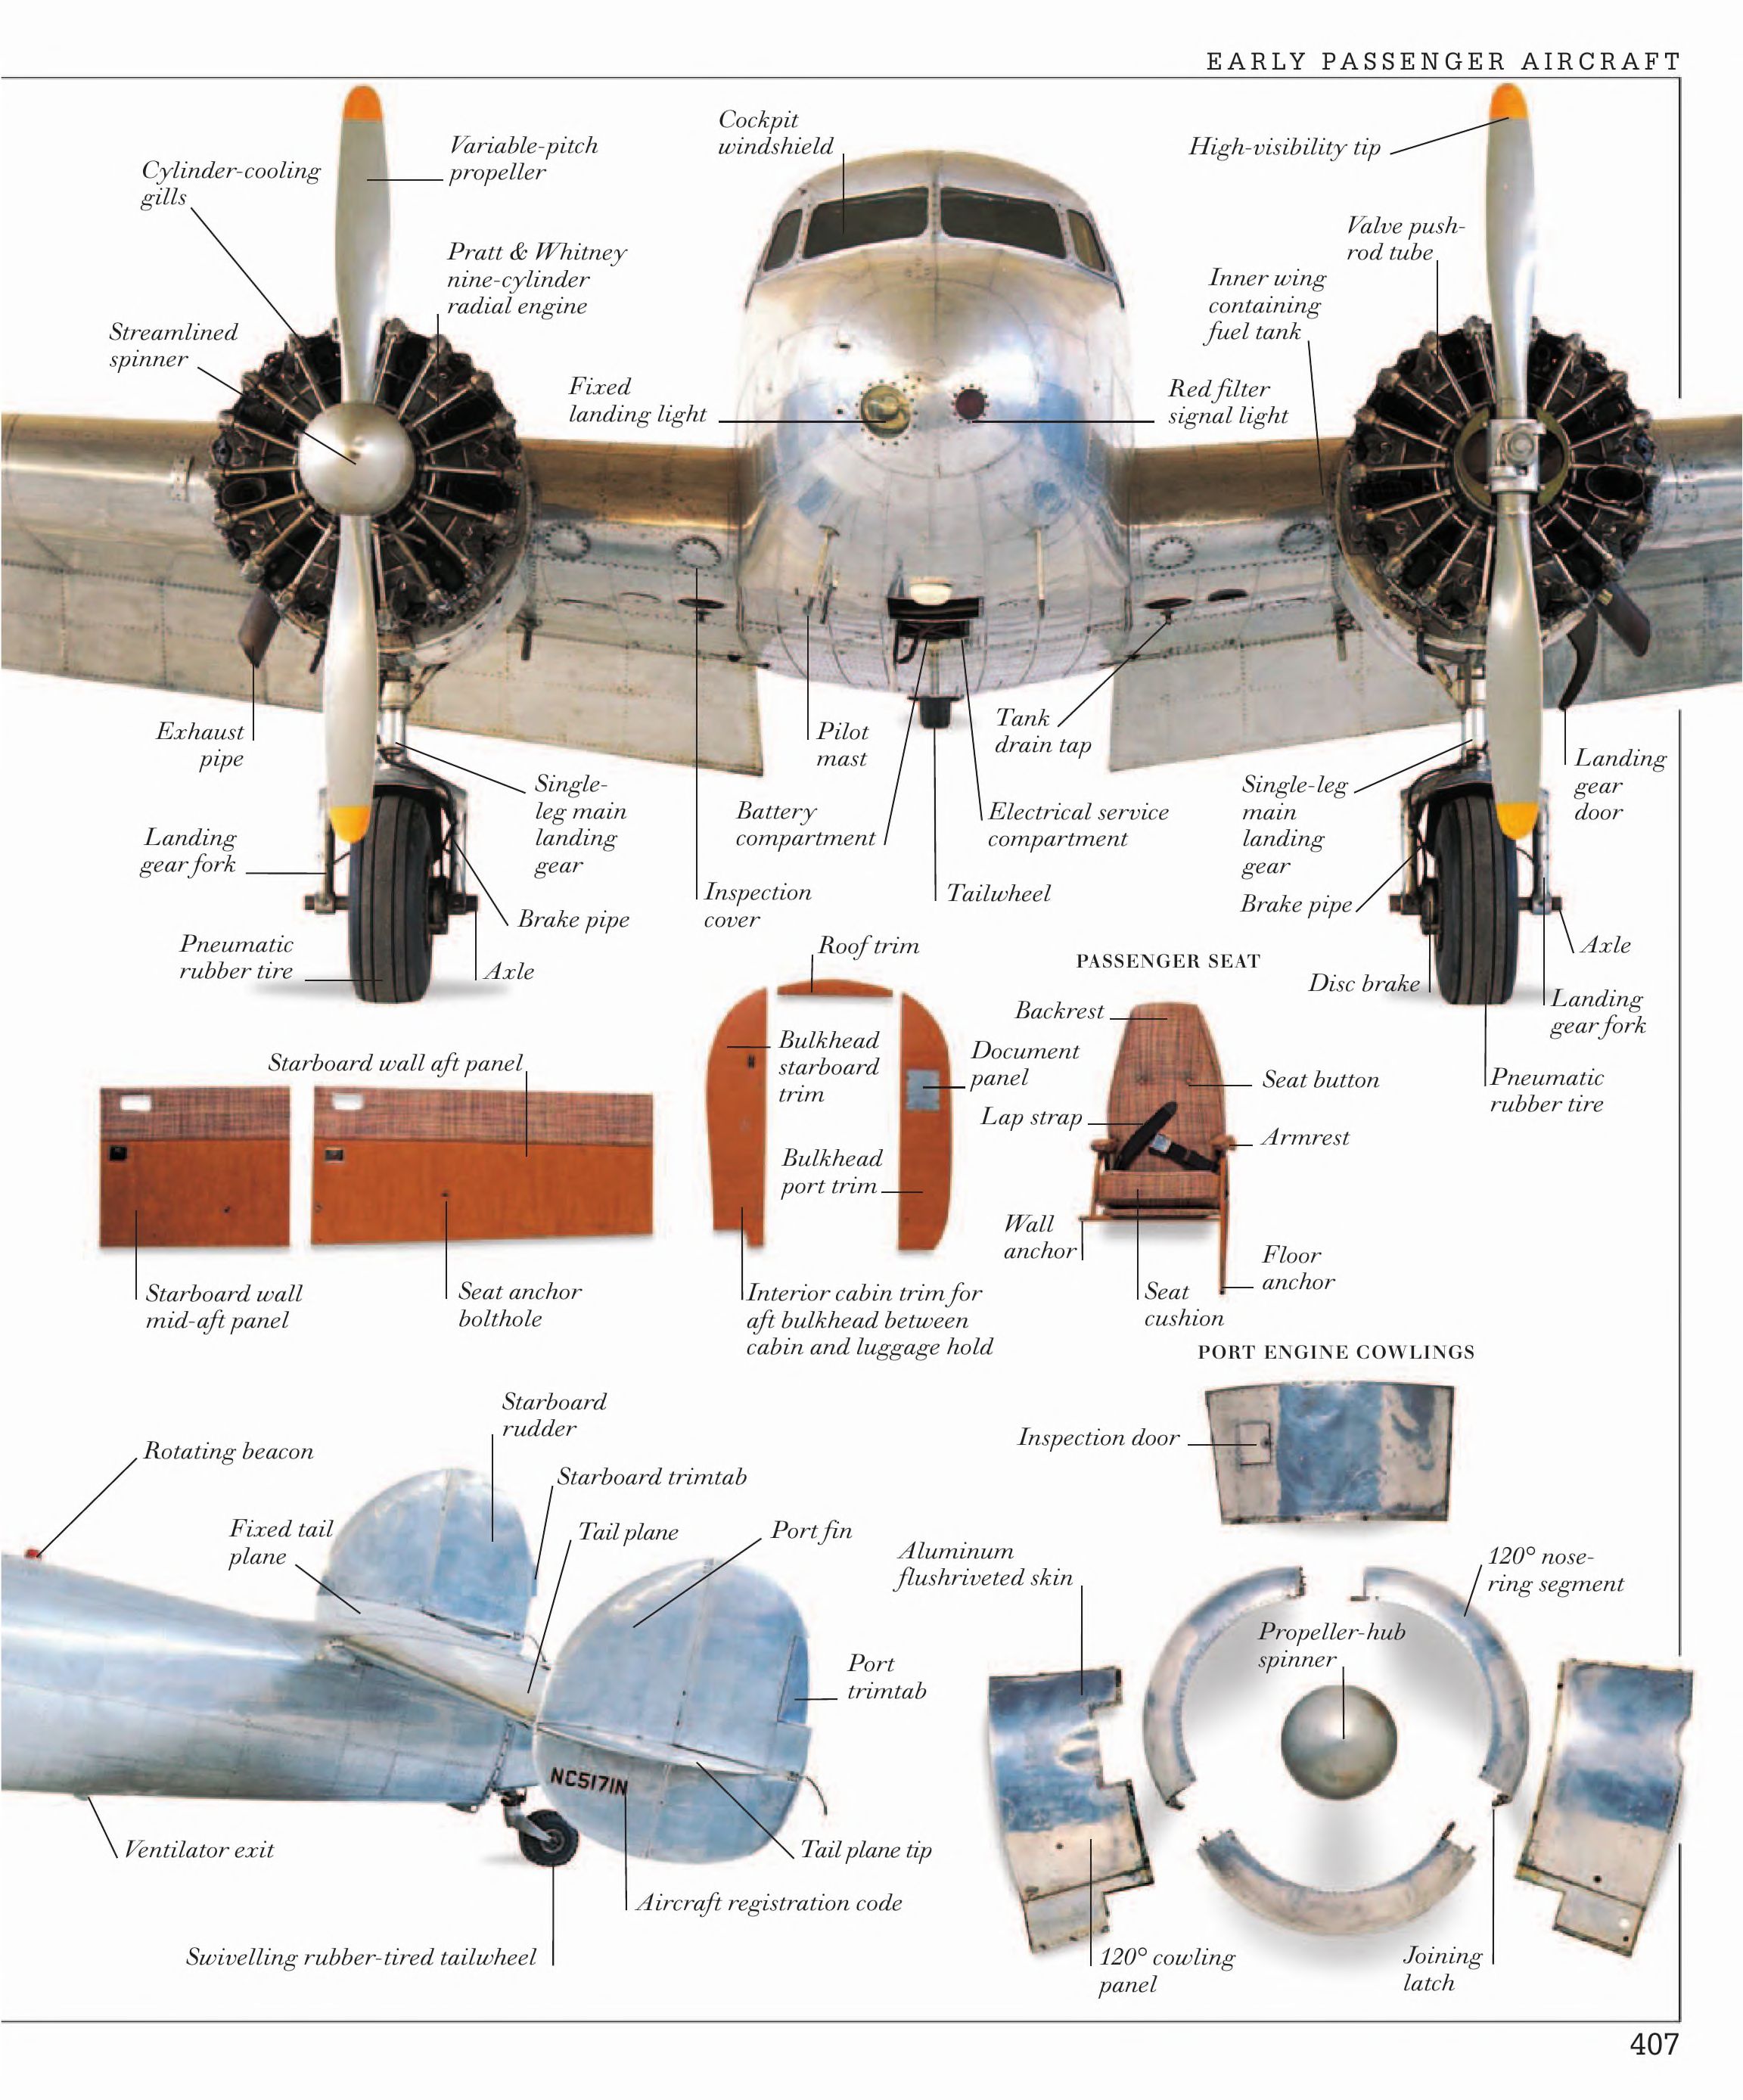 EARLY PASSENGER AIRCRAFT
Cockpit
windshield
Variable-pitch
propeller
High-visibility tip
Cylinder-cooling
gills
Valve push-
rod tube
Pratt & Whitney
nine-cylinder
radial engine
Inner wing
containing
fuel tank
Streamlined
spinner
Fixed
landing light
Red filter
signal light
Exhaust
pipe
Pilot
mast
Tank
drain tap
Landing
gear
door
Single-
leg main
landing
gear
Single-leg
main
landing
gear
Battery
compartment
Electrical service
compartment
Landing
gear fork
Inspection
cover
Tailwheel
Brake pipe
Brake pipe
Pneumatic
rubber tire
Axle
Roof trim
PASSENGER SEAT
Axle
Disc brake
Landing
gear fork
Backrest
Bulkhead
starboard
trim
Document
panel
Starboard wall aft panel
Seat button
Pneumatic
rubber tire
Lap strap
Armrest
Bulkhead
port trim
Wall
anchor
Floor
anchor
Starboard wall
mid-aft panel
Seat anchor
bolthole
Interior cabin trim for
aft bulkhead between
cabin and luggage hold
Seat
cushion
PORT ENGINE COWLINGS
Starboard
rudder
Inspection door
Rotating beacon
Starboard trimtab
Fixed tail
plane
Tail plane
Port fin
Aluminum
flushriveted skin
120° nose-
ring segment
Propeller-hub
spinner
Port
trimtab
NC5171N
Ventilator exit
Tail plane tip
Aircraft registration code
Swivelling rubber-tired tailwheel
120° cowling
panel
Joining
latch
407